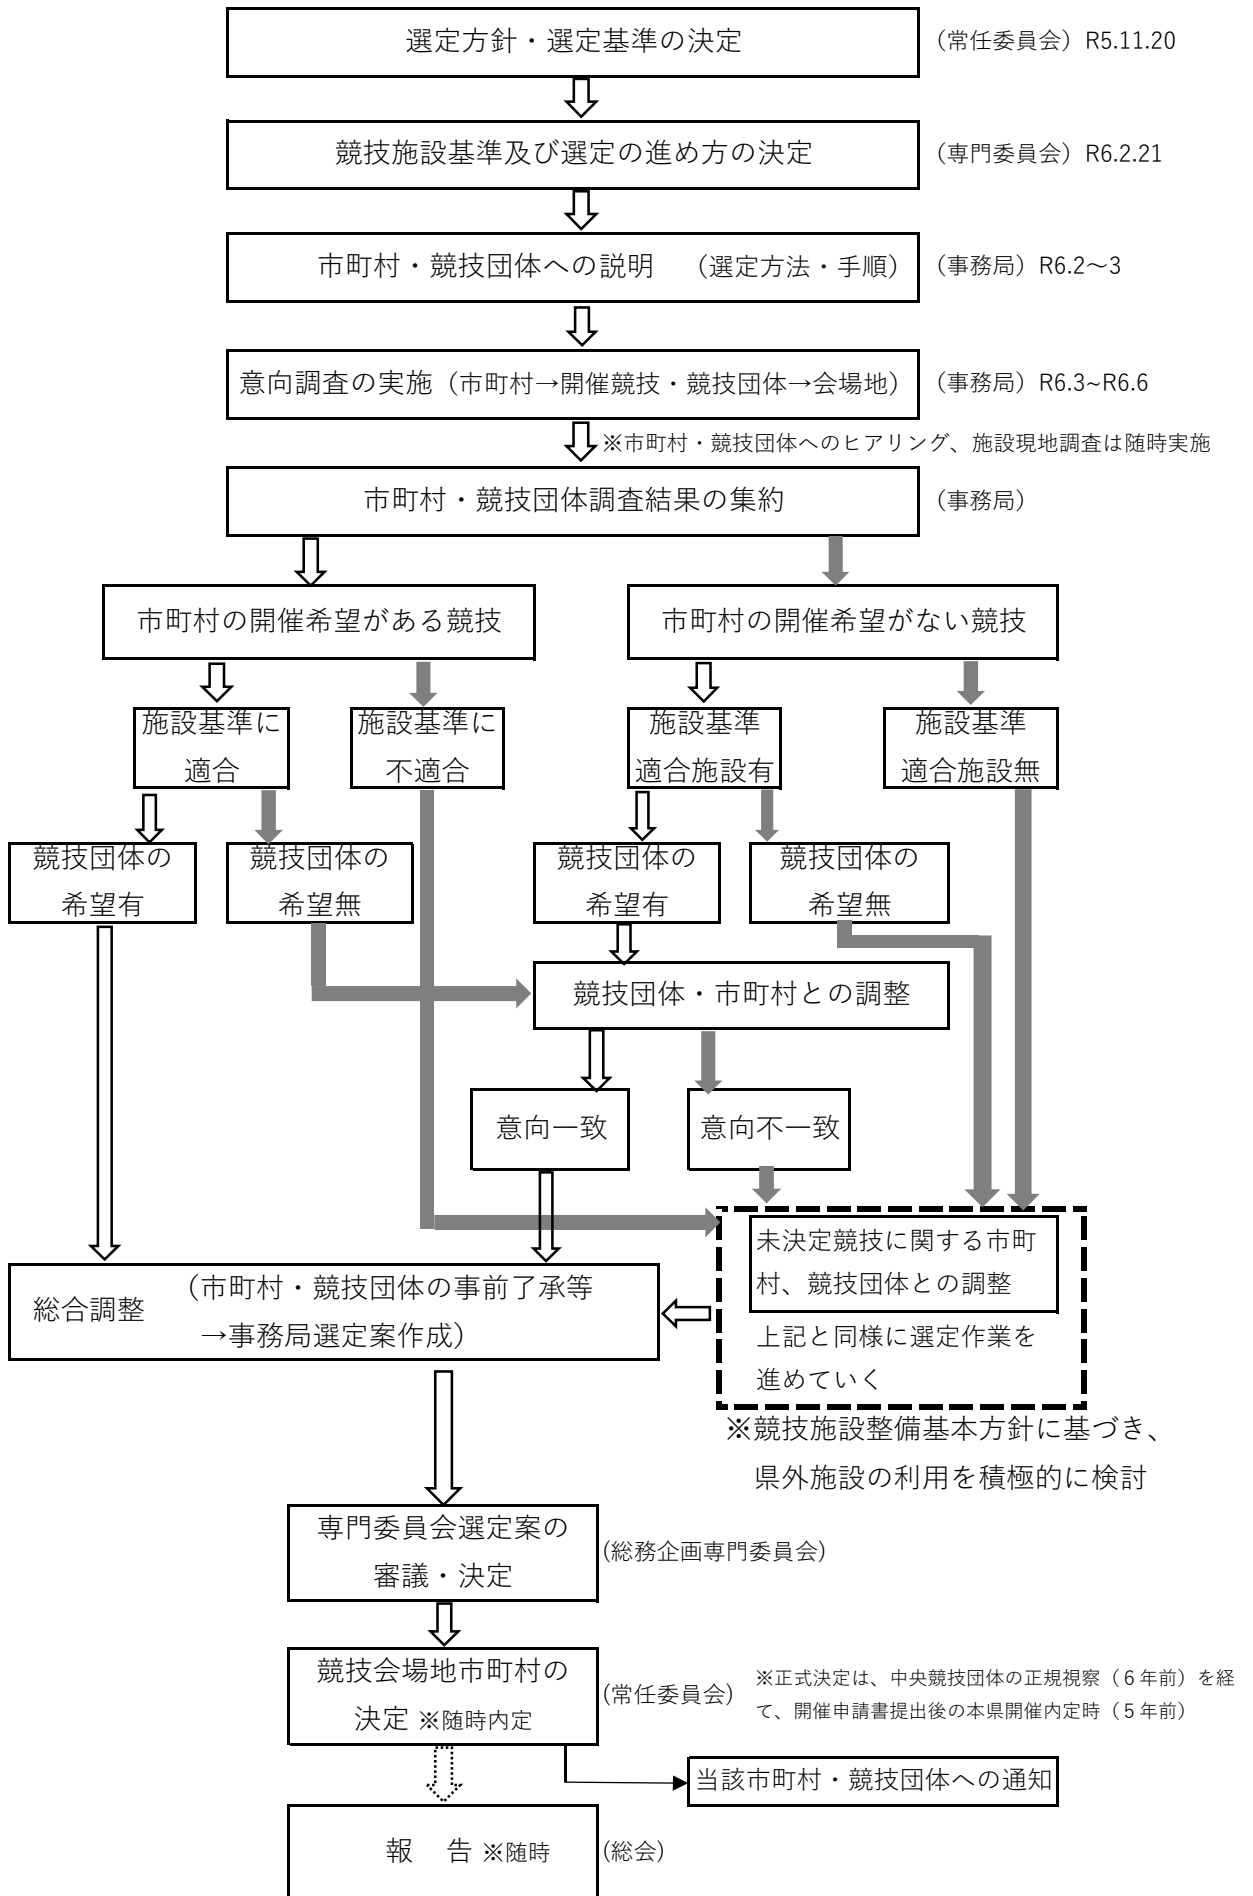 選定方針・選定基準の決定
(常任委員会) R5.11.20
競技施設基準及び選定の進め方の決定
(専門委員会) R6.2.21
市町村・競技団体への説明 (選定方法・手順)
(事務局) R6.2～3
意向調査の実施(市町村→開催競技・競技団体→会場地)
(事務局) R6.3~R6.6
※市町村・競技団体へのヒアリング、施設現地調査は随時実施
市町村・競技団体調査結果の集約
(事務局)
市町村の開催希望がある競技
市町村の開催希望がない競技
施設基準に
適合
施設基準に
不適合
施設基準
適合施設有
施設基準
適合施設無
競技団体の
希望有
競技団体の
希望無
競技団体の
希望有
競技団体の
希望無
競技団体・市町村との調整
意向一致
意向不一致
未決定競技に関する市町
村、競技団体との調整
上記と同様に選定作業を
進めていく
※競技施設整備基本方針に基づき、
県外施設の利用を積極的に検討
総合調整
(市町村・競技団体の事前了承等
→事務局選定案作成)
専門委員会選定案の
審議・決定
(総務企画専門委員会)
競技会場地市町村の
決定 ※随時内定
(常任委員会)
※正式決定は、中央競技団体の正規視察(6年前)を経
て、開催申請書提出後の本県開催内定時(5年前)
当該市町村・競技団体への通知
報 告 ※随時
(総会)